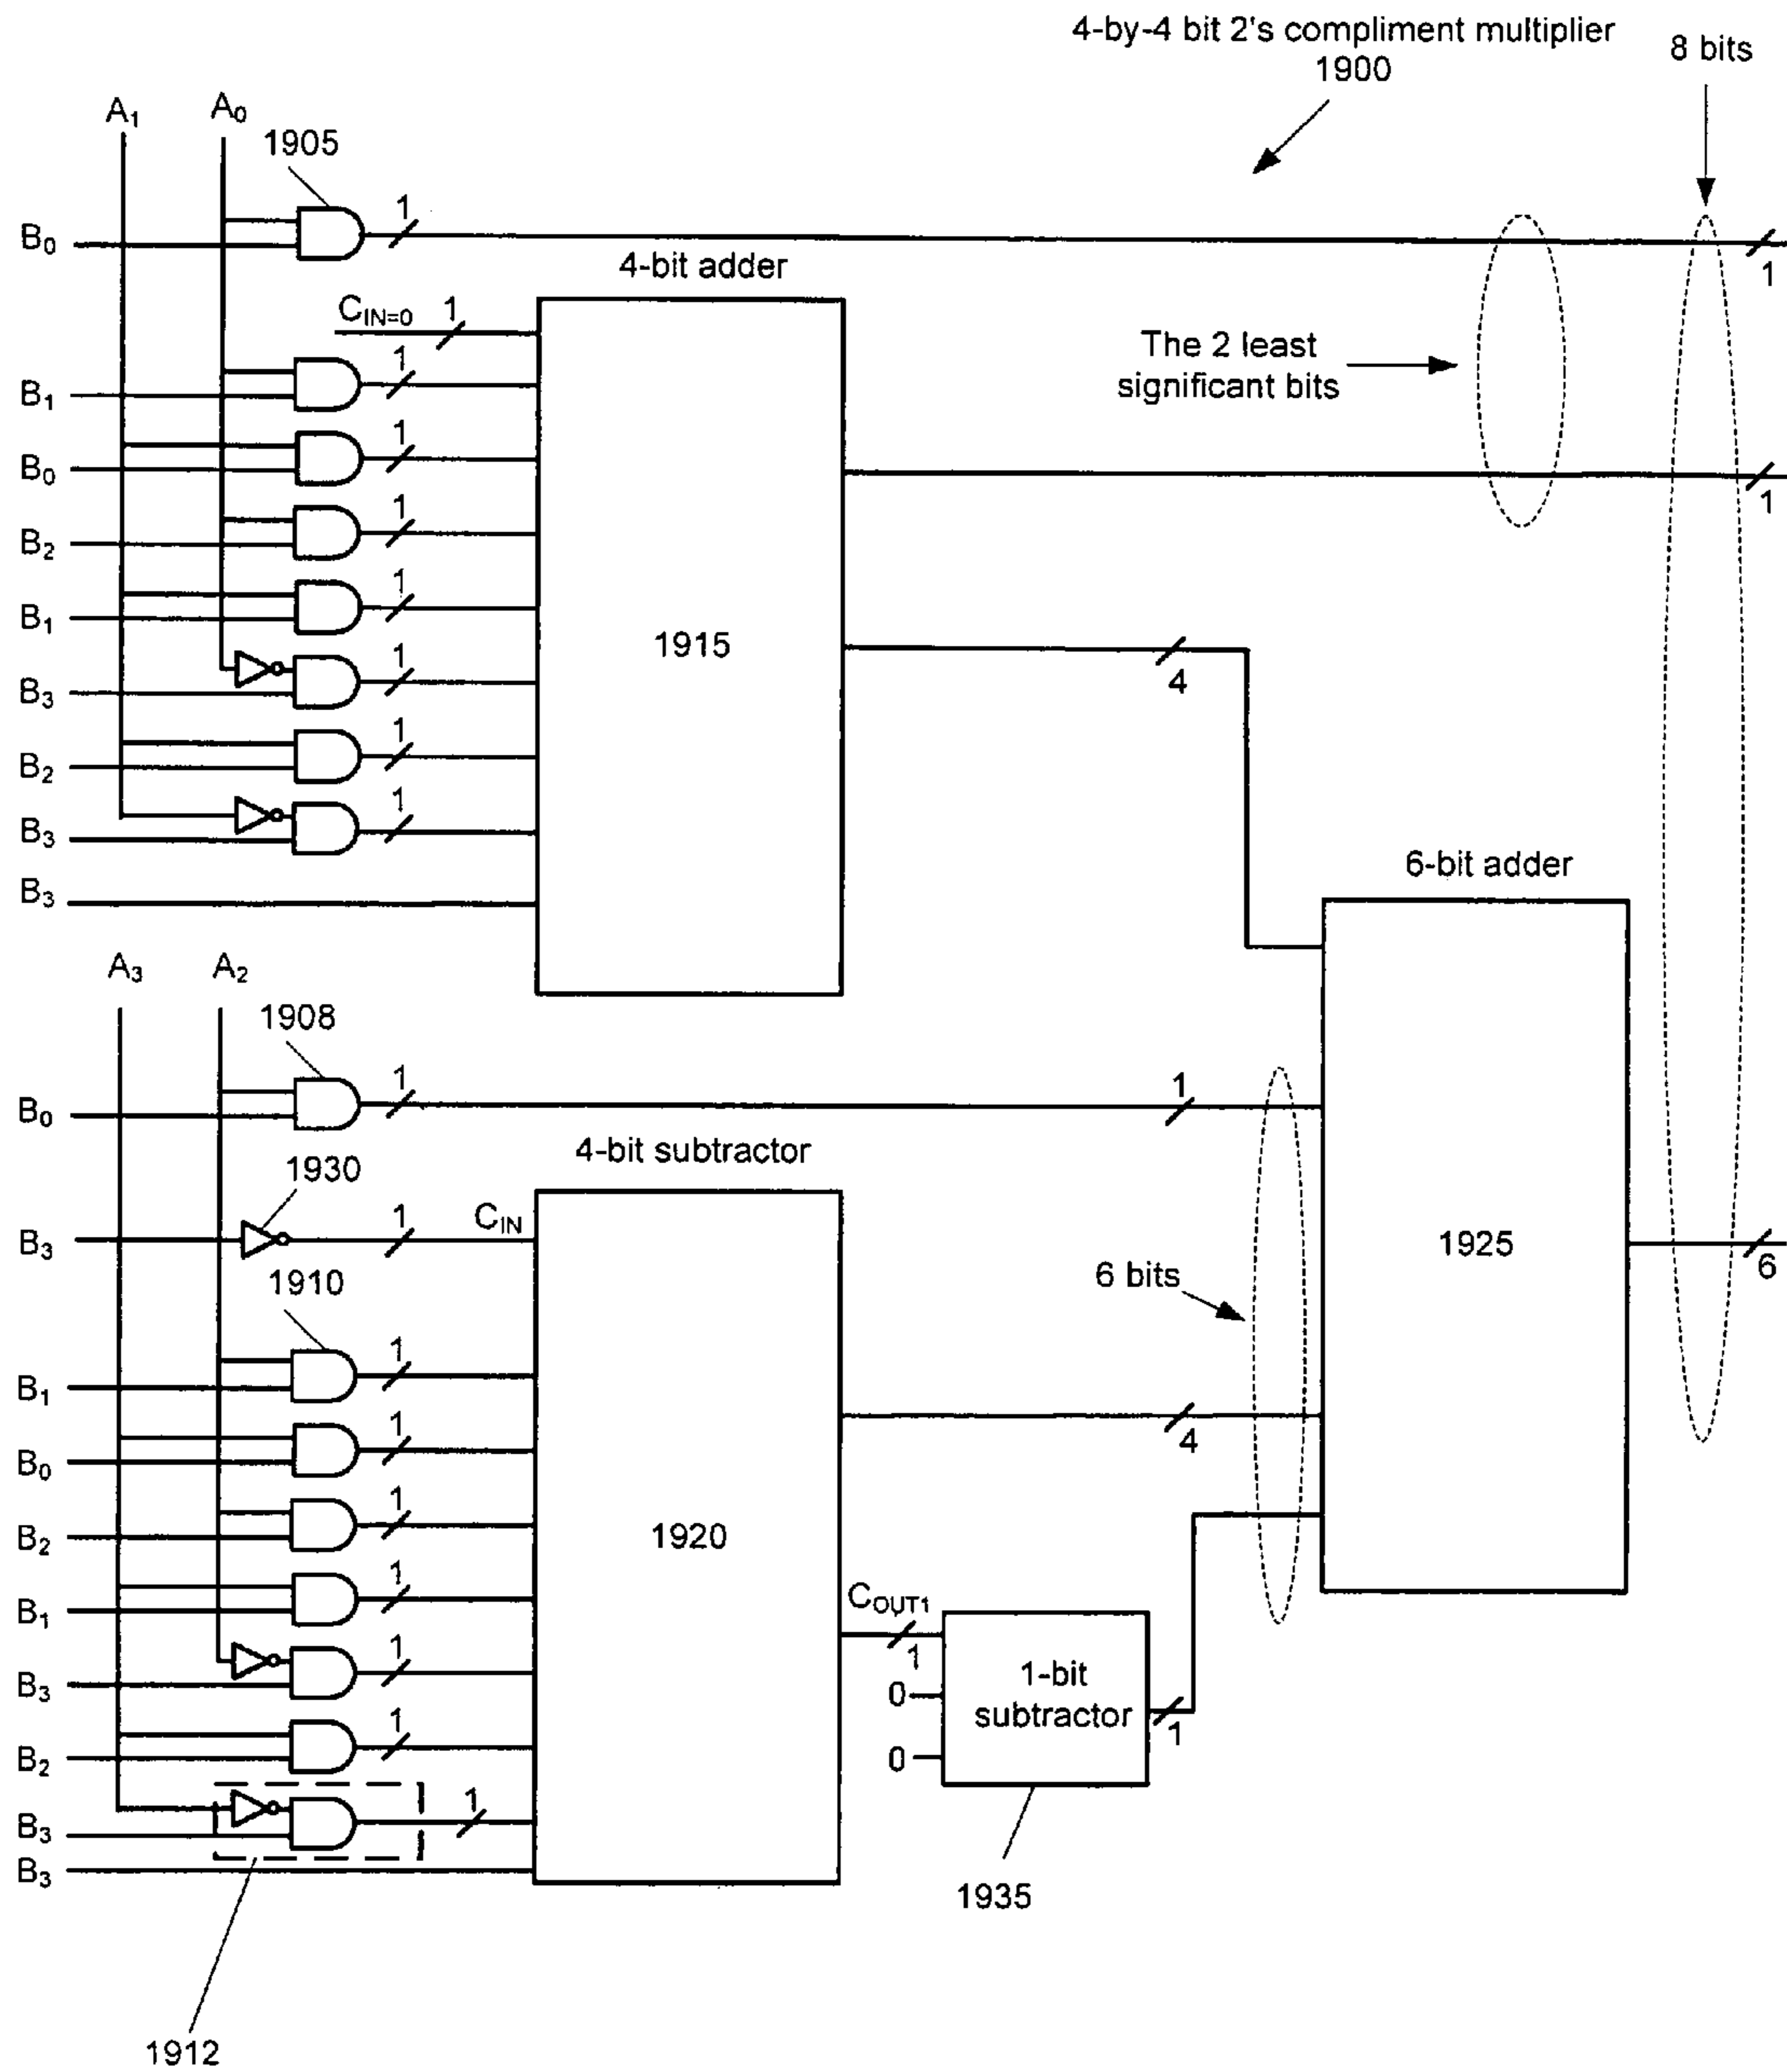 4-by-4 bit 2's compliment multiplier
1900
8 bits
A1
A0
1905
B0
1
1
4-bit adder
CIN=0
1
B1
1
The 2 least
significant bits
B0
1
1
B2
1
B1
1
1915
4
B3
1
B2
1
B3
1
B3
6-bit adder
A3
A2
1908
B0
1
1
4-bit subtractor
1930
B3
1
CIN
1925
6
1910
6 bits
B1
1
B0
1
4
B2
1
1920
B1
1
COUT1
1
B3
1
0
1-bit
subtractor
1
B2
1
0
B3
1
B3
1935
1912